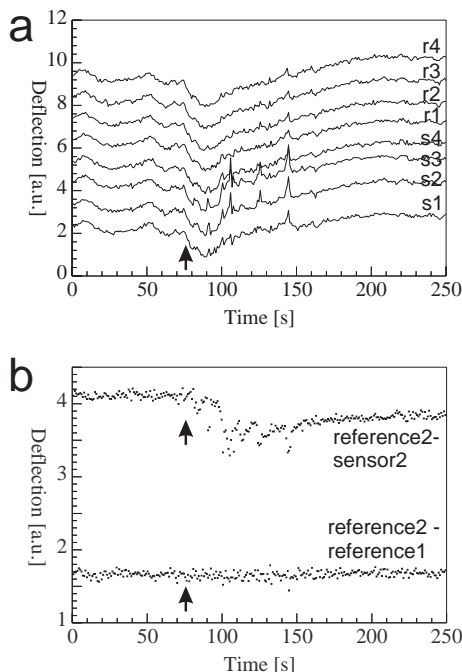 a
Deflection [a.u.]
12
10
8
6
4
2
0
r4
r3
r2
r1
s4
s3
s2
s1
0 50 100 150 200 250
Time [s]
b
Deflection [a.u.]
4
3
2
1
reference2-
sensor2
reference2 -
reference1
0 50 100 150 200 250
Time [s]